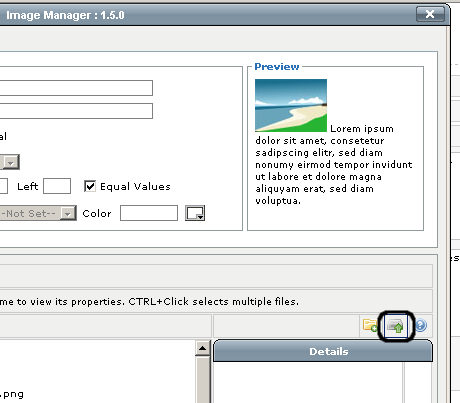 Image Manager : 1.5.0
Preview
Lorem ipsum
dolor sit amet, consetetur
sadipscing elitr, sed diam
nonumy eirmod tempor invidunt
ut labore et dolore magna
aliquyam erat, sed diam
voluptua.
al
Left
Equal Values
--Not Set--
Color
me to view its properties. CTRL+Click selects multiple files.
Details
.png
es